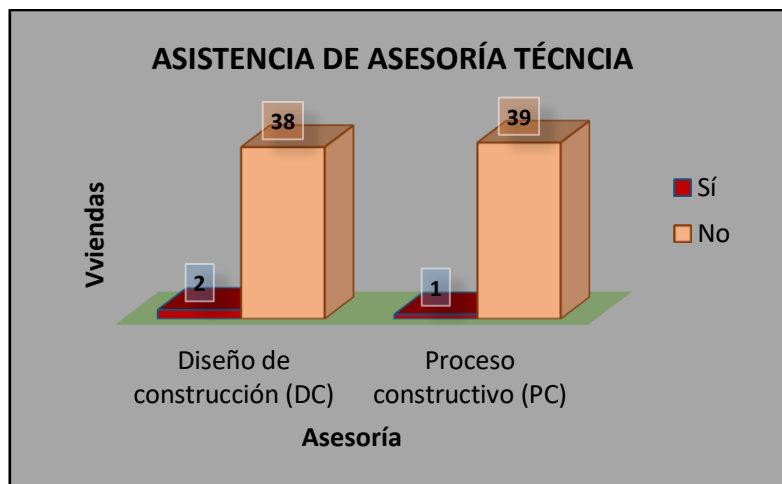 ASISTENCIA DE ASESORÍA TÉCNCIA
38
39
2
1
Sí
No
Vviendas
Diseño de
construcción (DC)
Proceso
constructivo (PC)
Asesoría